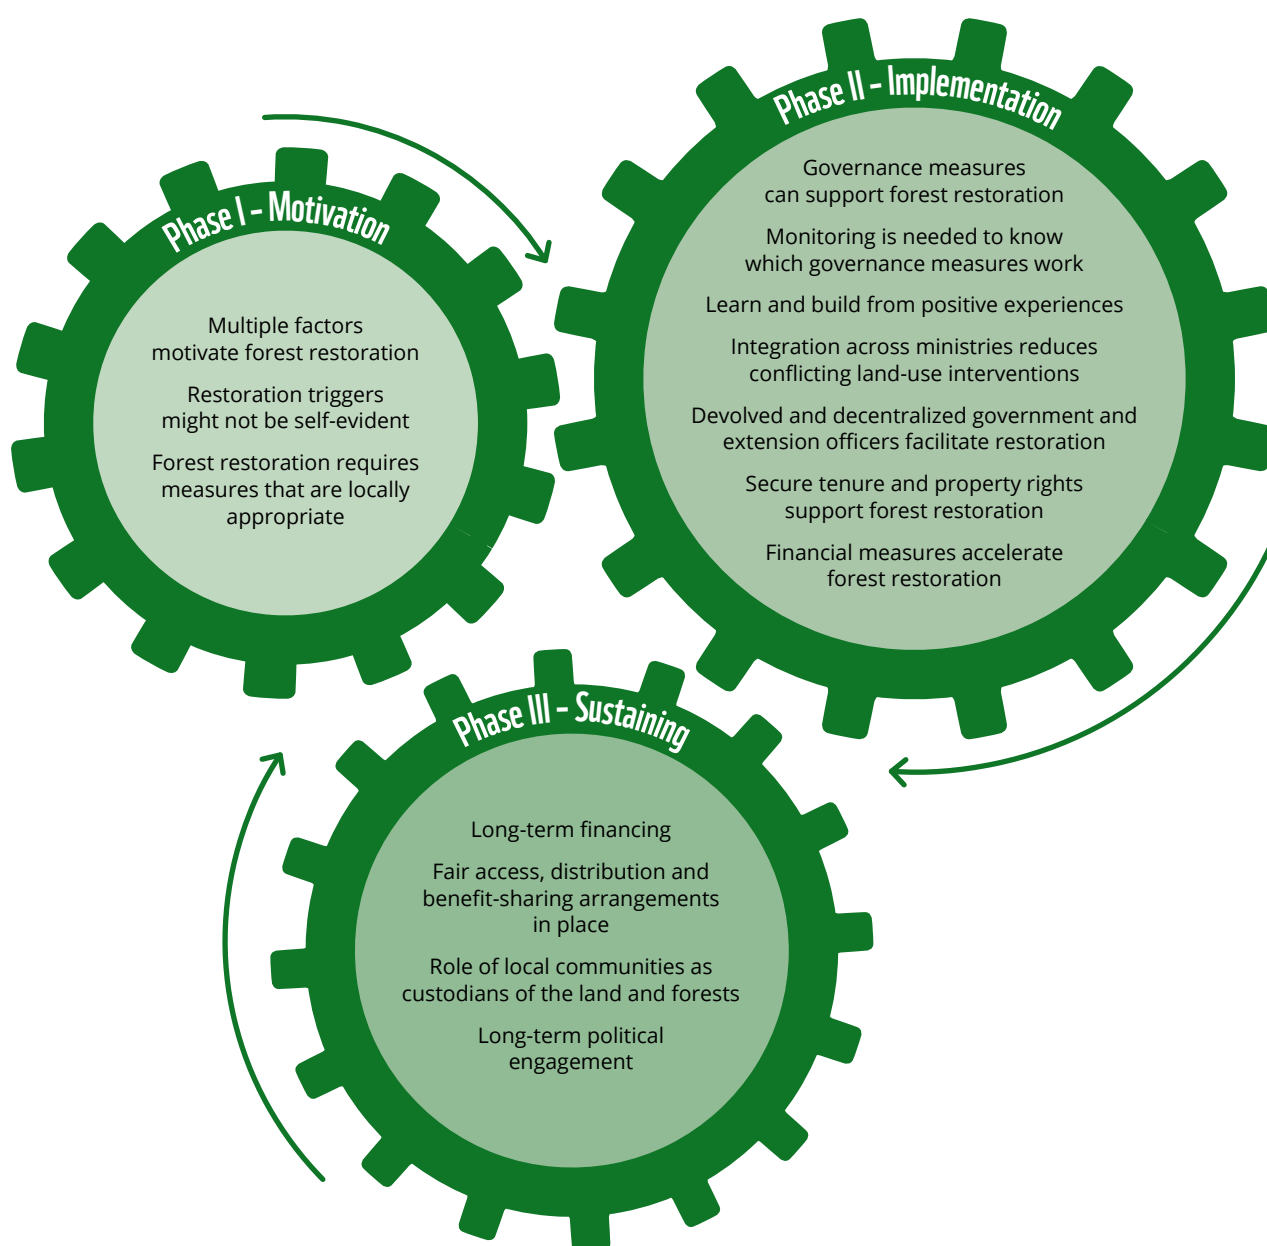 Phase I – Motivation
Multiple factors
motivate forest restoration
Restoration triggers
might not be self-evident
Forest restoration requires
measures that are locally
appropriate
Phase II – Implementation
Governance measures
can support forest restoration
Monitoring is needed to know
which governance measures work
Learn and build from positive experiences
Integration across ministries reduces
conflicting land-use interventions
Devolved and decentralized government and
extension officers facilitate restoration
Secure tenure and property rights
support forest restoration
Financial measures accelerate
forest restoration
Phase III – Sustaining
Long-term financing
Fair access, distribution and
benefit-sharing arrangements
in place
Role of local communities as
custodians of the land and forests
Long-term political
engagement